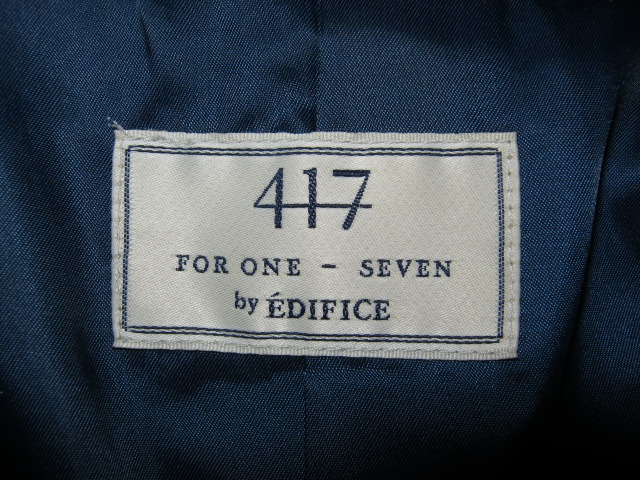 417
FOR ONE - SEVEN
by ÉDIFICE